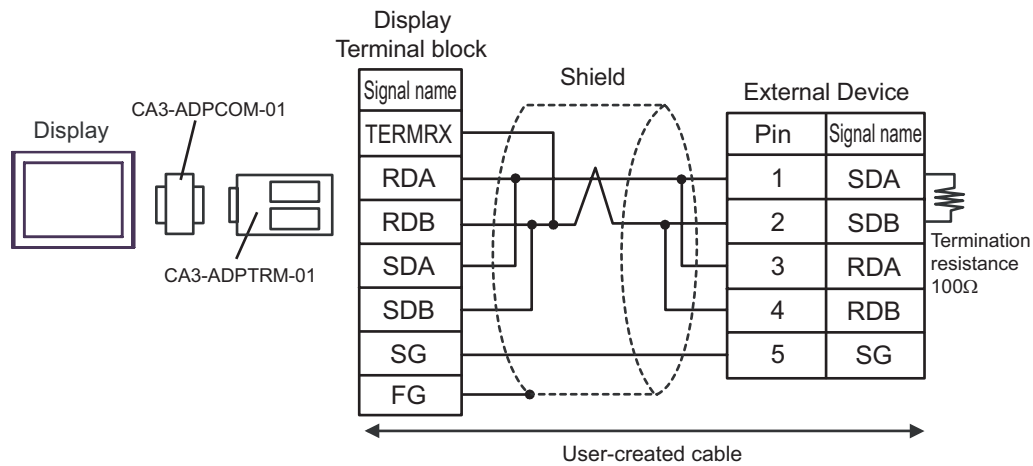 Display
Terminal block
Shield
External Device
Display
CA3-ADPCOM-01
CA3-ADPTRM-01
Signal name
TERMRX
RDA
RDB
SDA
SDB
SG
FG
Pin Signal name
1 SDA
2 SDB
3 RDA
4 RDB
5 SG
Termination
resistance
100Ω
User-created cable